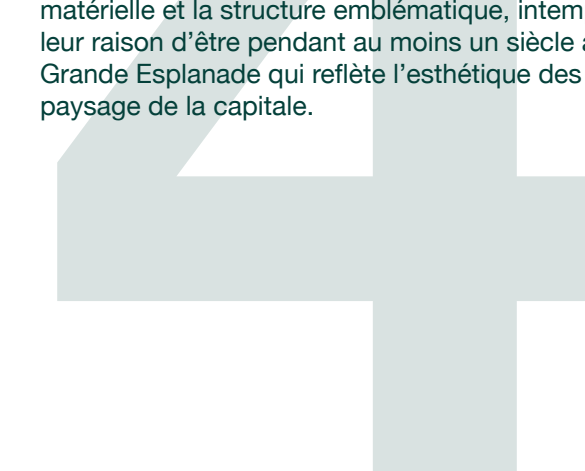 matérielle et la structure emblématique, intem
leur raison d’être pendant au moins un siècle
Grande Esplanade qui reflète l’esthétique des
paysage de la capitale.
4